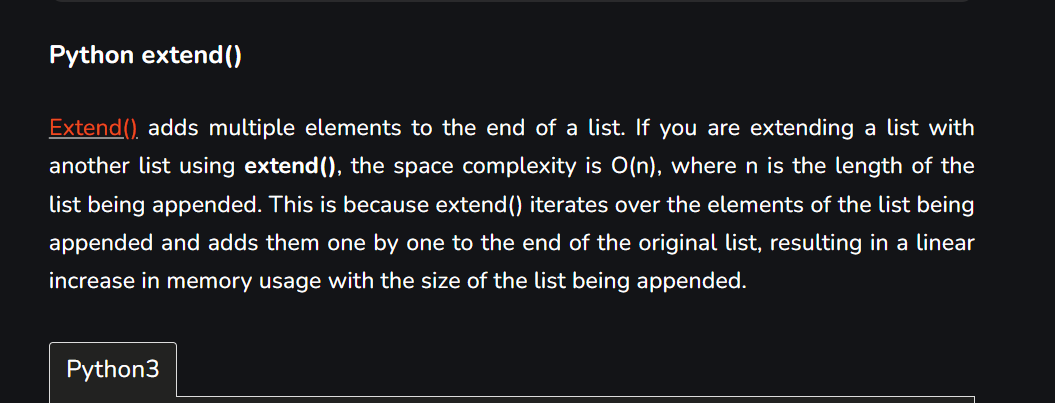 Python extend()
Extend() adds multiple elements to the end of a list. If you are extending a list with
another list using extend(), the space complexity is O(n), where n is the length of the
list being appended. This is because extend() iterates over the elements of the list being
appended and adds them one by one to the end of the original list, resulting in a linear
increase in memory usage with the size of the list being appended.
Python3